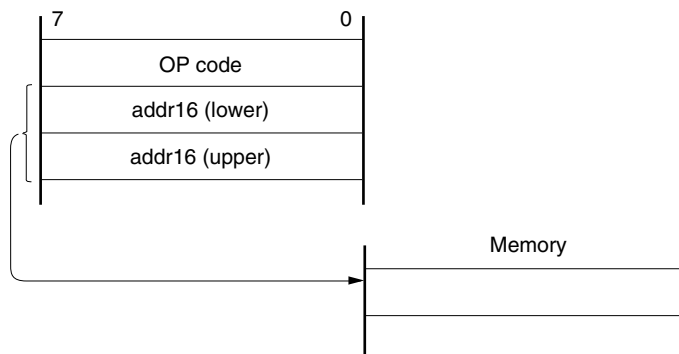 7 0
OP code
addr16 (lower)
addr16 (upper)
Memory